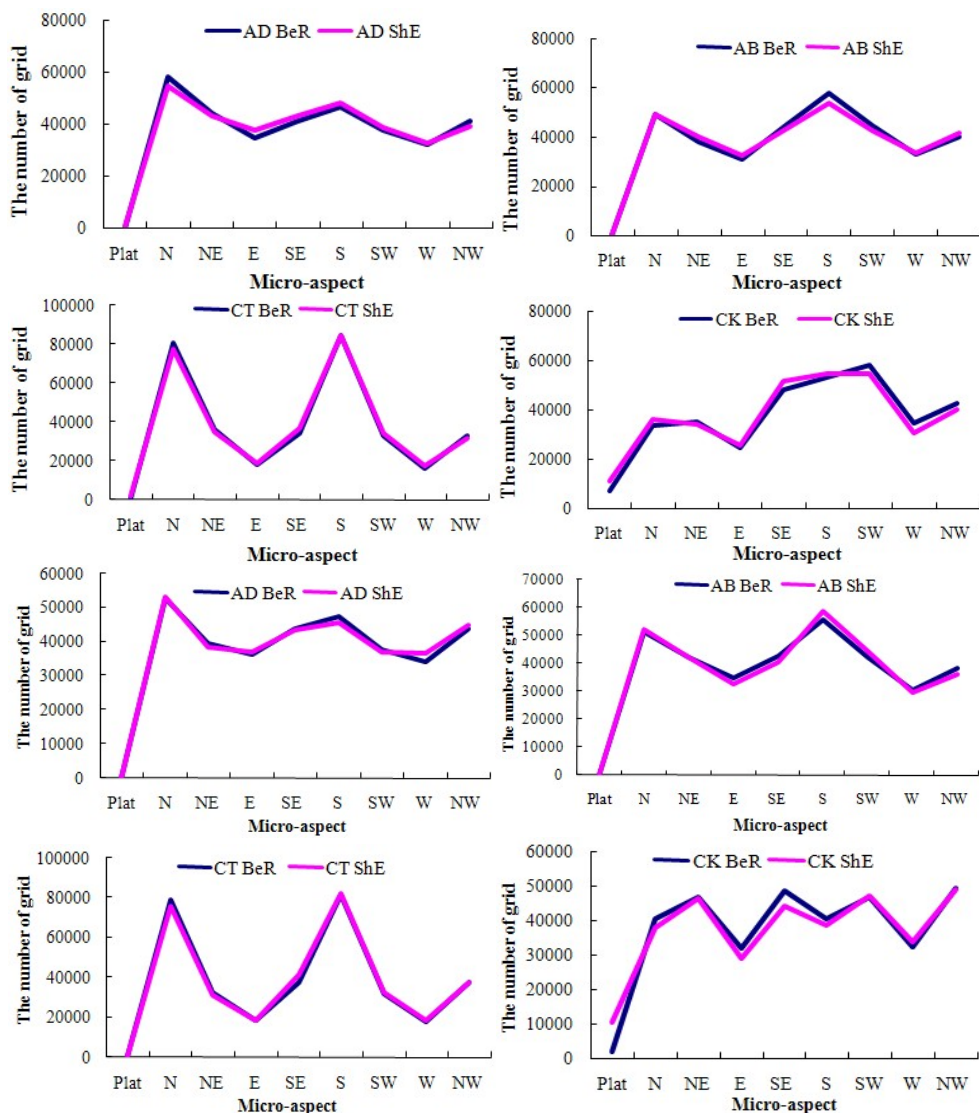 AD BeR AD ShE
The number of grid
80000
60000
40000
20000
0
Plat N NE E SE S SW W NW
Micro-aspect
AB BeR AB ShE
The number of grid
80000
60000
40000
20000
0
Plat N NE E SE S SW W NW
Micro-aspect
CT BeR CT ShE
The number of grid
100000
80000
60000
40000
20000
0
Plat N NE E SE S SW W NW
Micro-aspect
CK BeR CK ShE
The number of grid
80000
60000
40000
20000
0
Plat N NE E SE S SW W NW
Micro-aspect
AD BeR AD ShE
The number of grid
60000
50000
40000
30000
20000
10000
0
Plat N NE E SE S SW W NW
Micro-aspect
AB BeR AB ShE
The number of grid
70000
60000
50000
40000
30000
20000
10000
0
Plat N NE E SE S SW W NW
Micro-aspect
CT BeR CT ShE
The number of grid
100000
80000
60000
40000
20000
0
Plat N NE E SE S SW W NW
Micro-aspect
CK BeR CK ShE
The number of grid
60000
50000
40000
30000
20000
10000
0
Plat N NE E SE S SW W NW
Micro-aspect